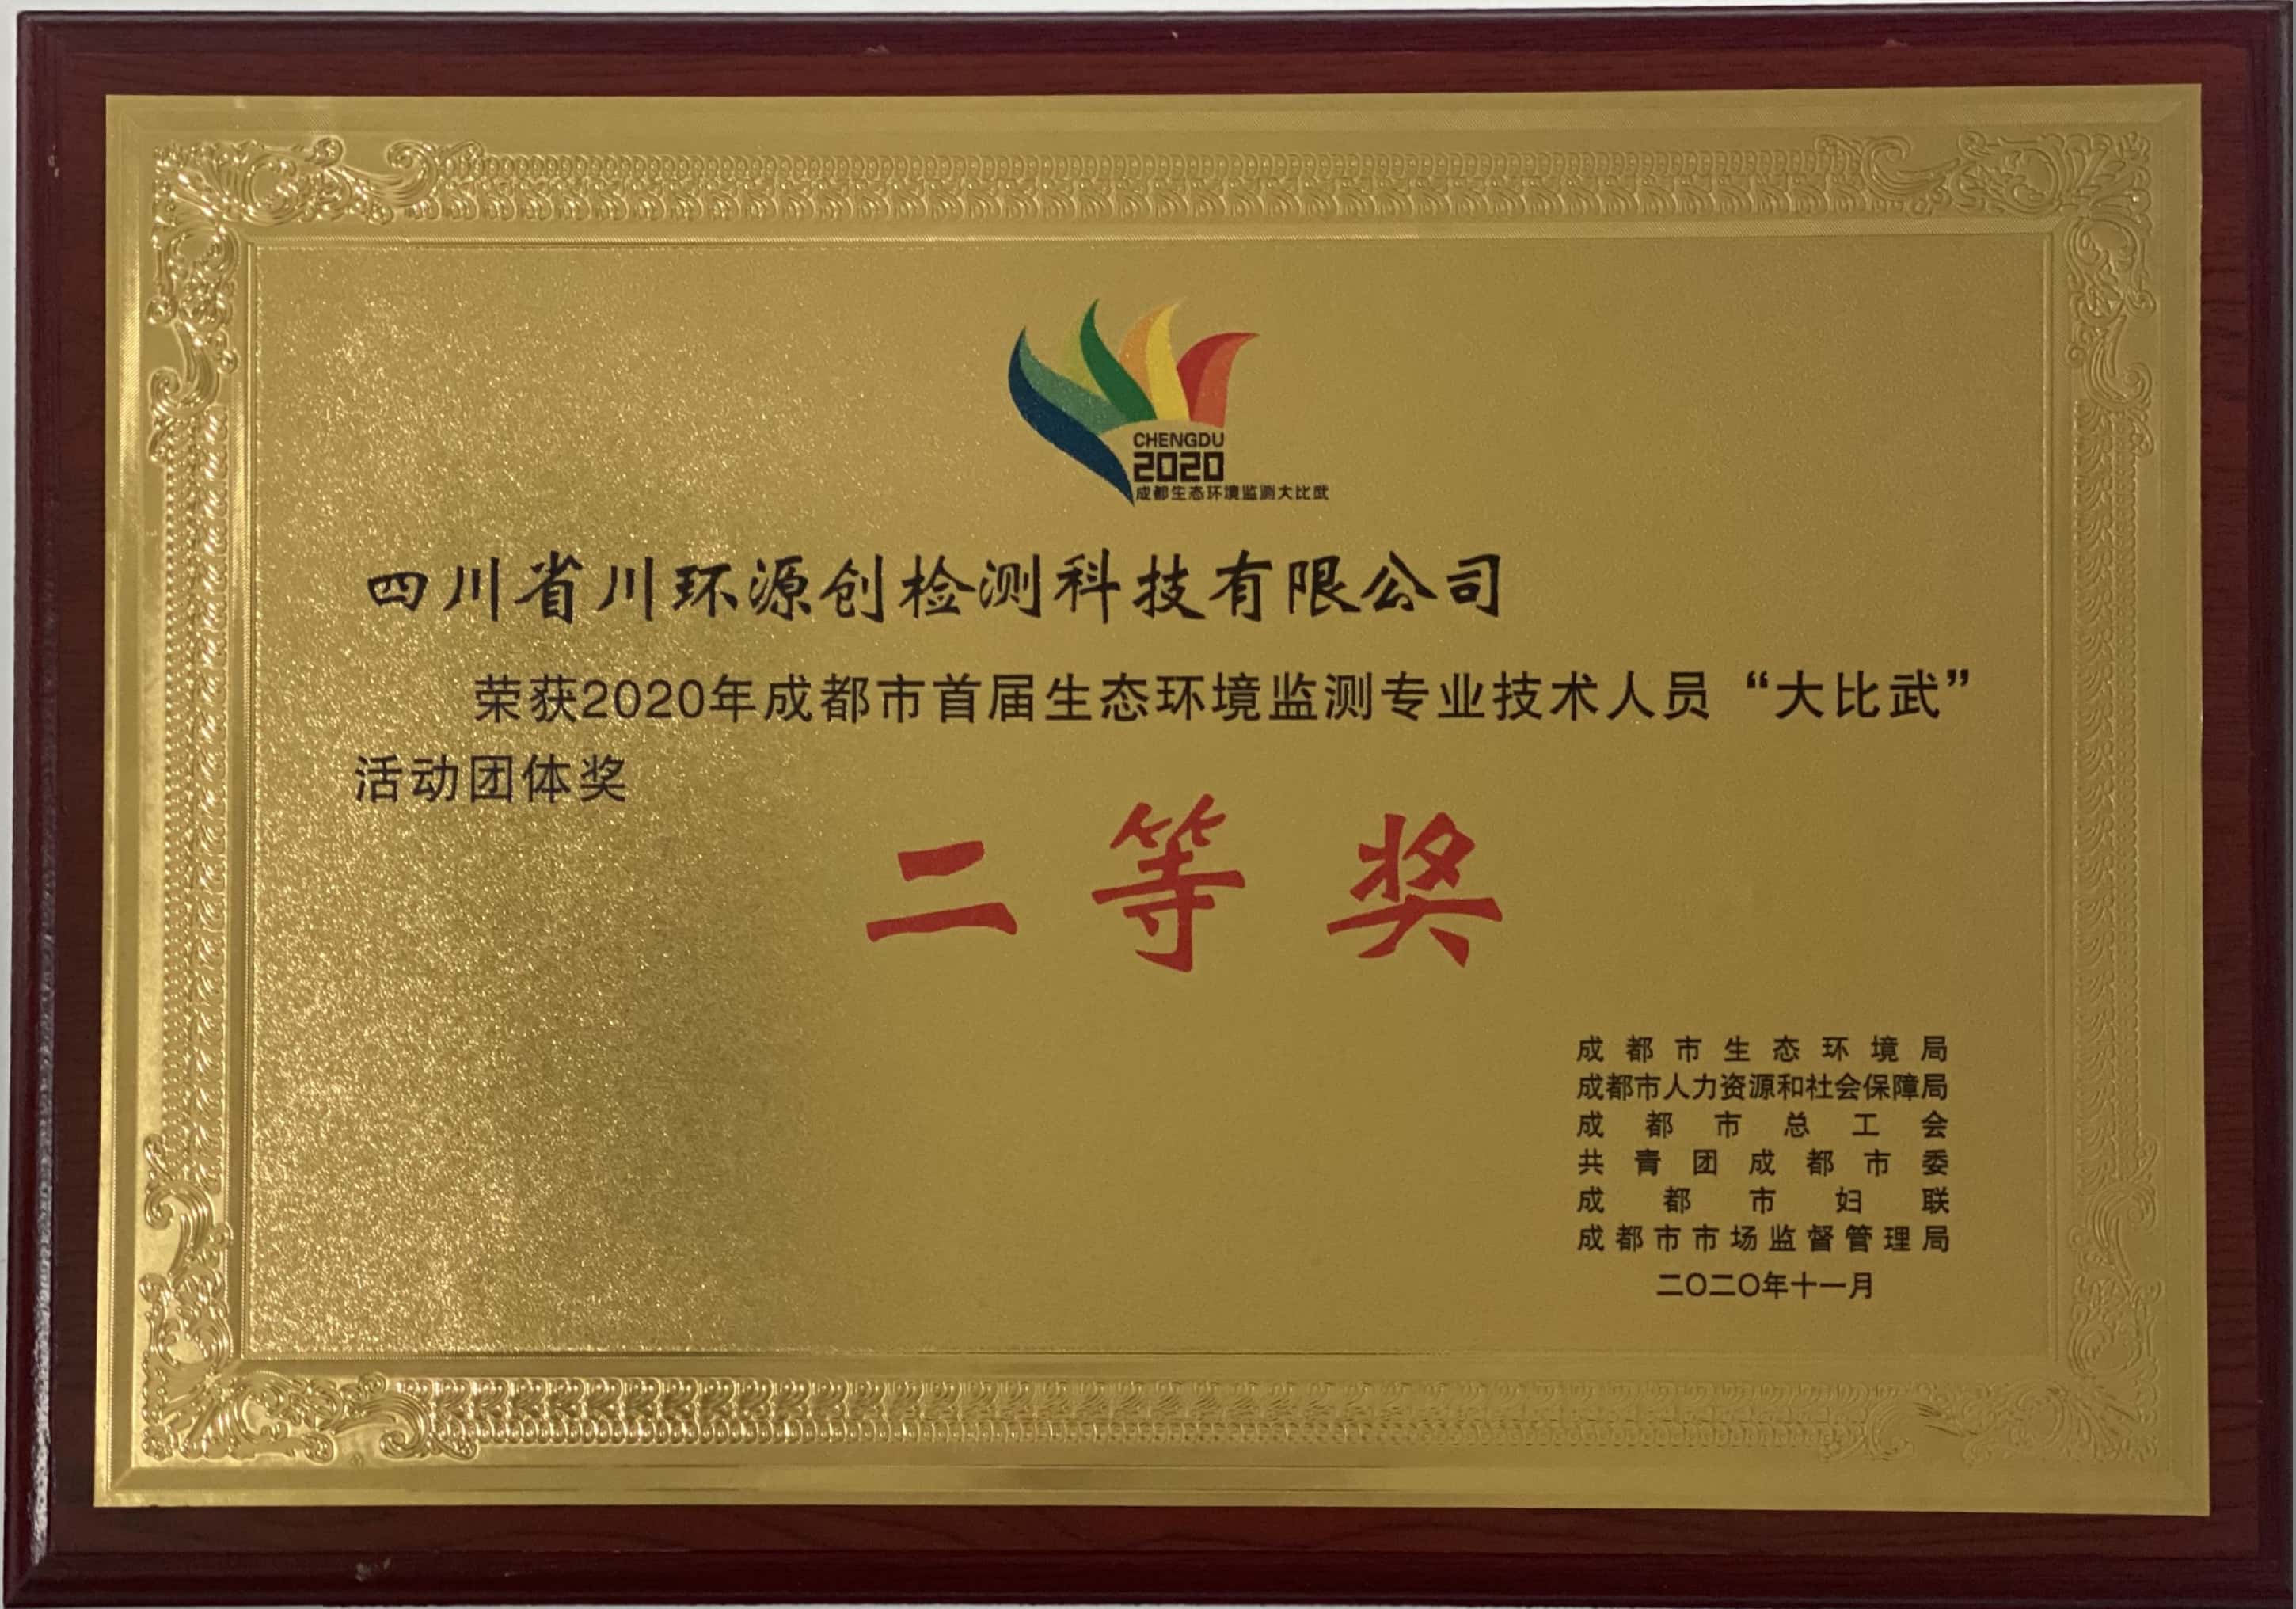 CHENGDU
2020
成都生态环境监测大比武
四川省川环源创检测科技有限公司
荣获2020年成都市首届生态环境监测专业技术人员“大比武”
活动团体奖
二等奖
成都市生态环境局
成都市人力资源和社会保障局
成都市总工会
共青团成都市委
成都市妇联
成都市市场监督管理局
二〇二〇年十一月